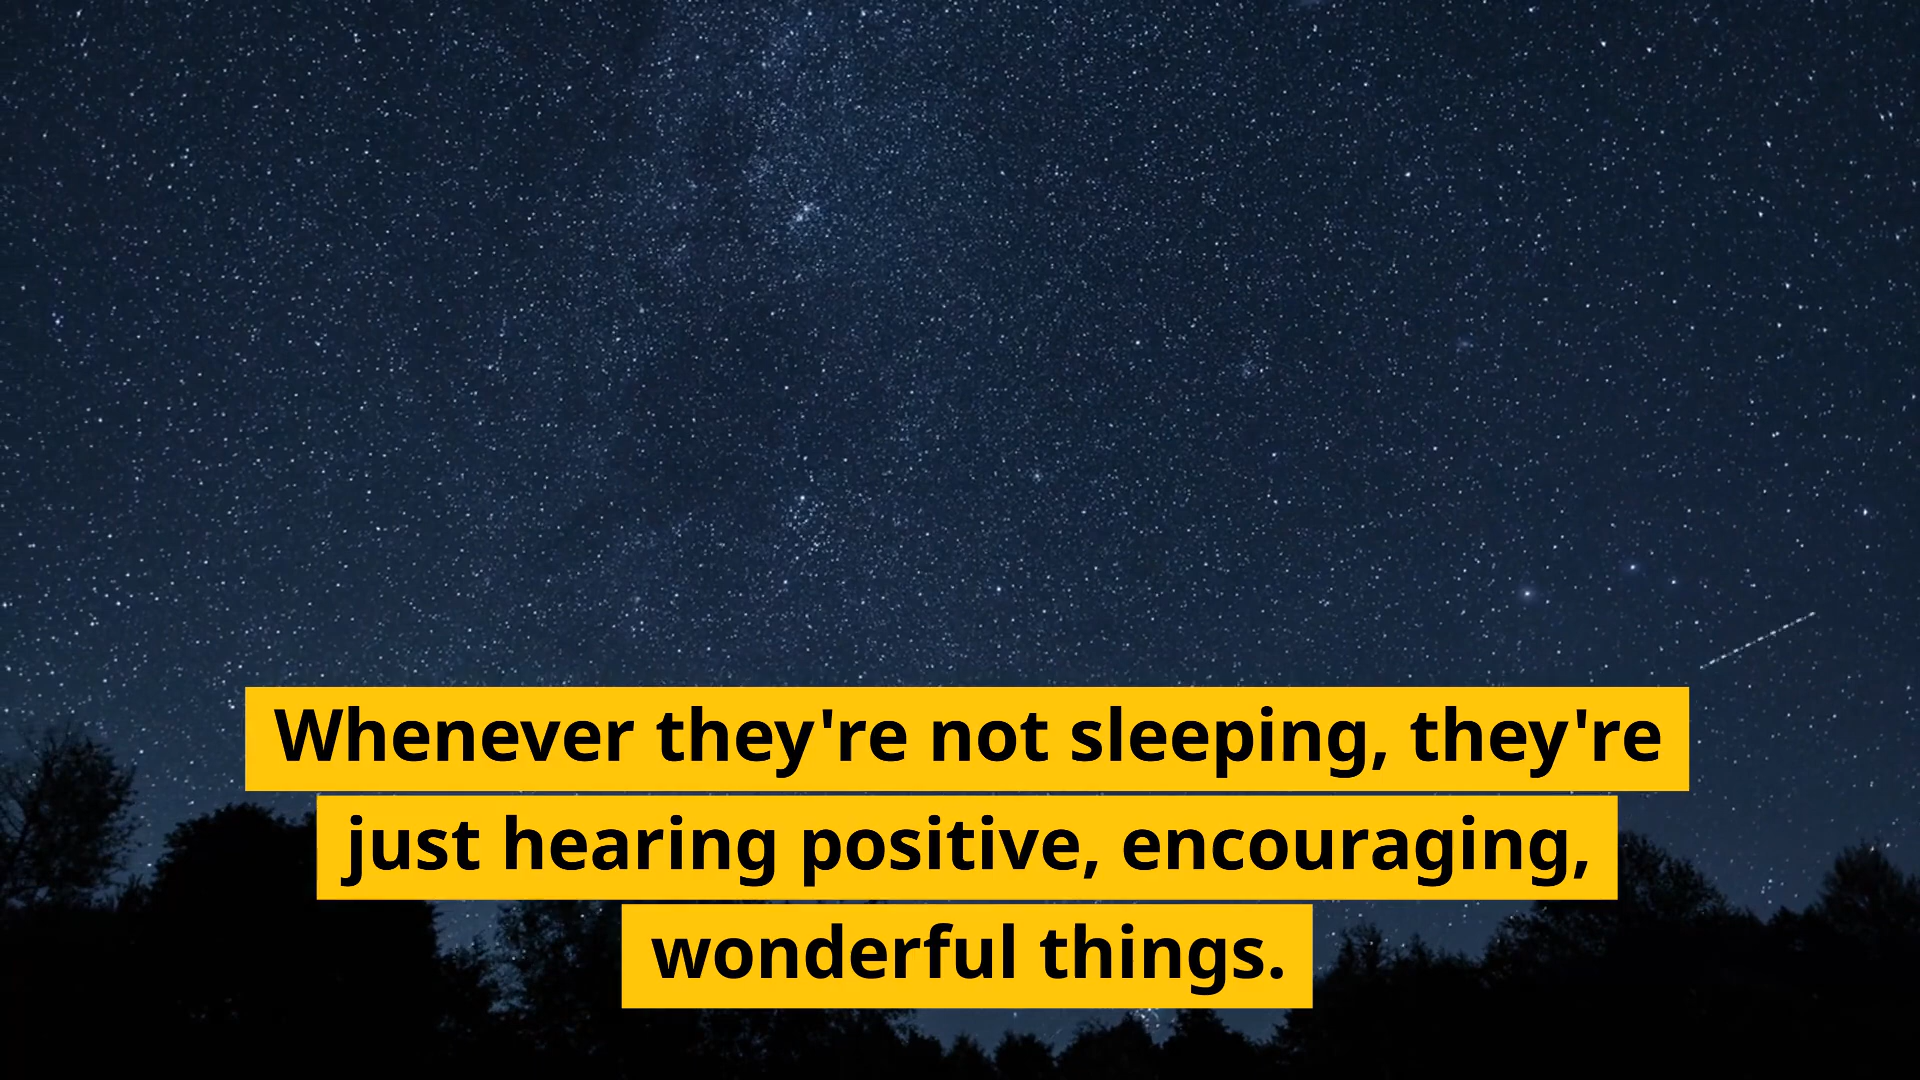 Whenever they're not sleeping, they're
just hearing positive, encouraging,
wonderful things.